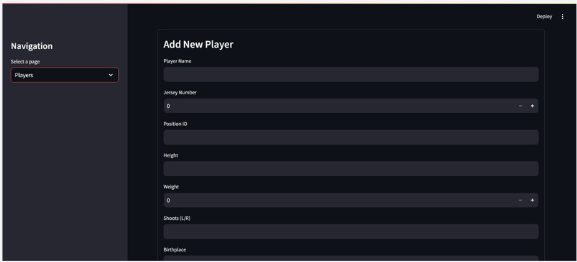 Deploy
Navigation
Select a page
Players
Add New Player
Player Name
Jersey Number
0
Position ID
Height
Weight
0
Shoots (L/R)
Birthplace